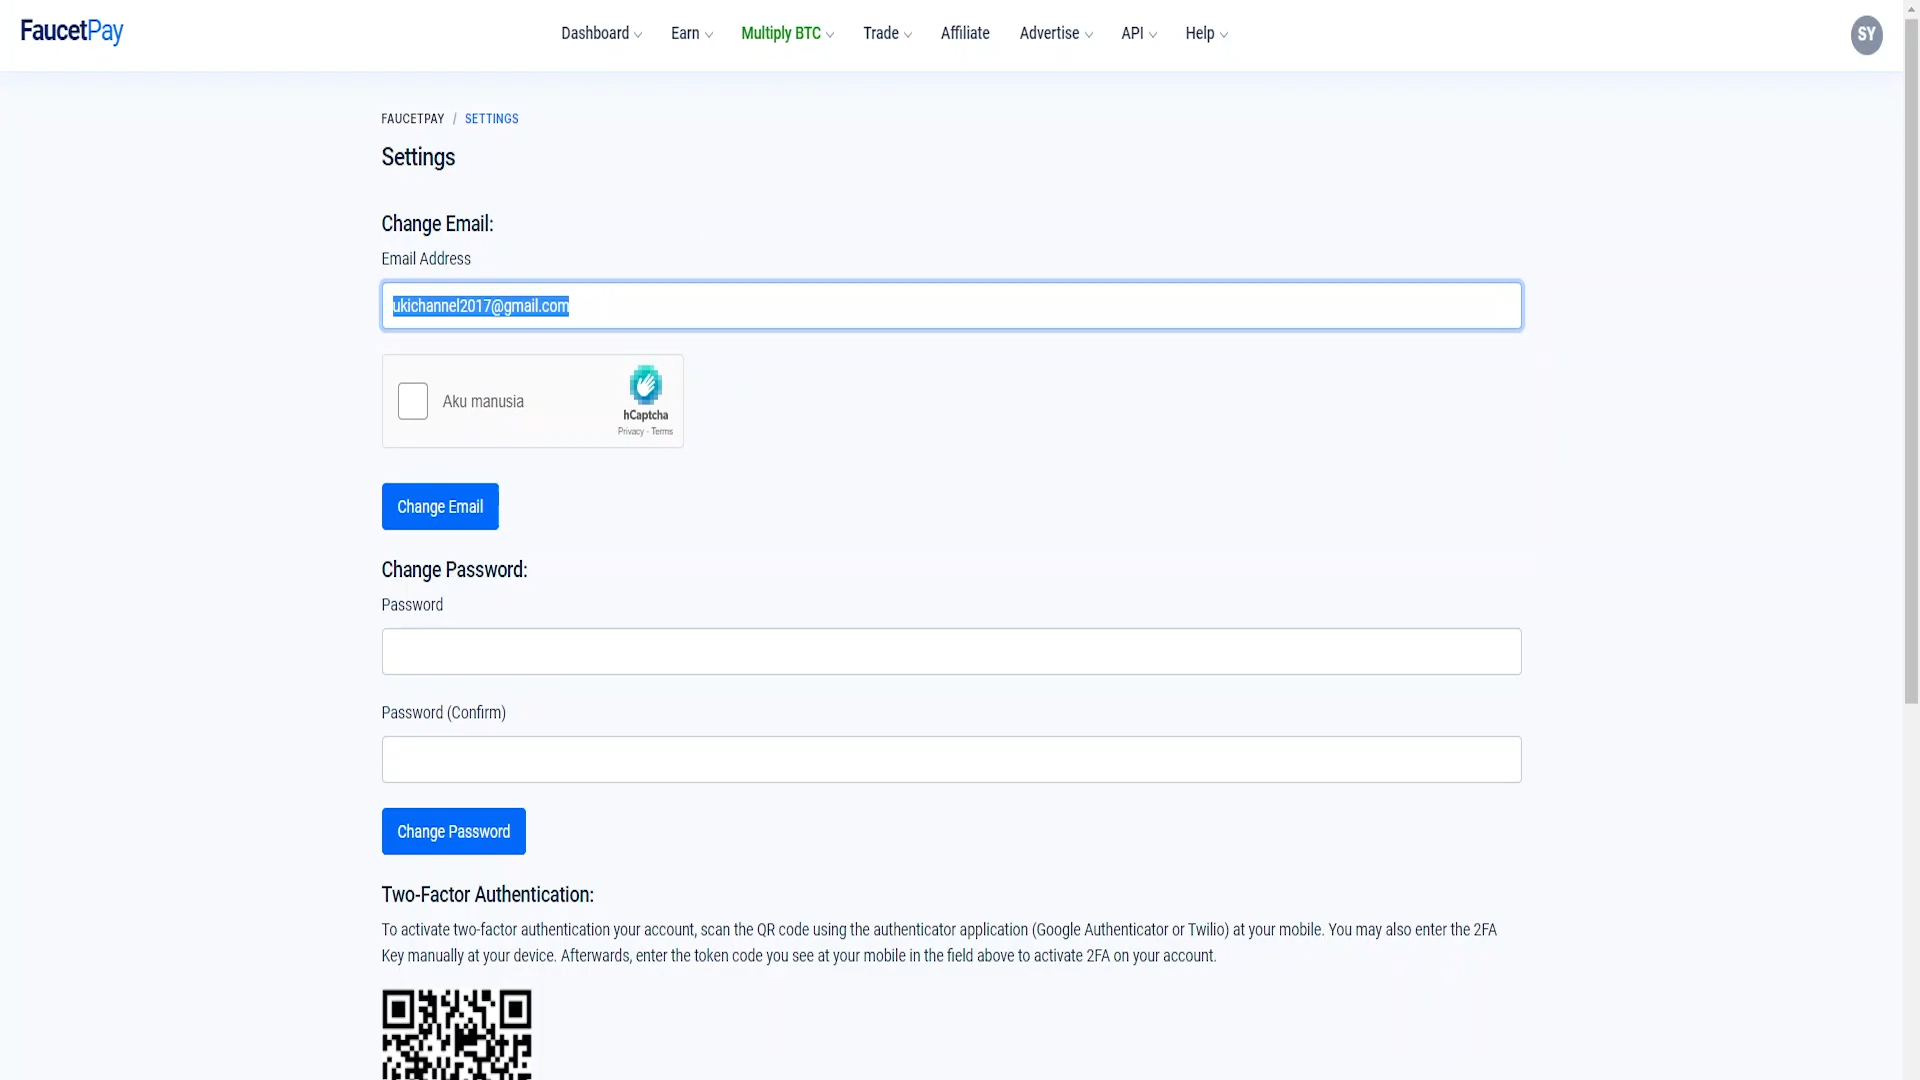 FaucetPay
Dashboard
Earn
Multiply BTC
Trade
Affiliate
Advertise
API
Help
SY
FAUCETPAY / SETTINGS
Settings
Change Email:
Email Address
ukichannel2017@gmail.com
Aku manusia
hCaptcha
Privacy - Terms
Change Email
Change Password:
Password
Password (Confirm)
Change Password
Two-Factor Authentication:
To activate two-factor authentication your account, scan the QR code using the authenticator application (Google Authenticator or Twilio) at your mobile. You may also enter the 2FA
Key manually at your device. Afterwards, enter the token code you see at your mobile in the field above to activate 2FA on your account.